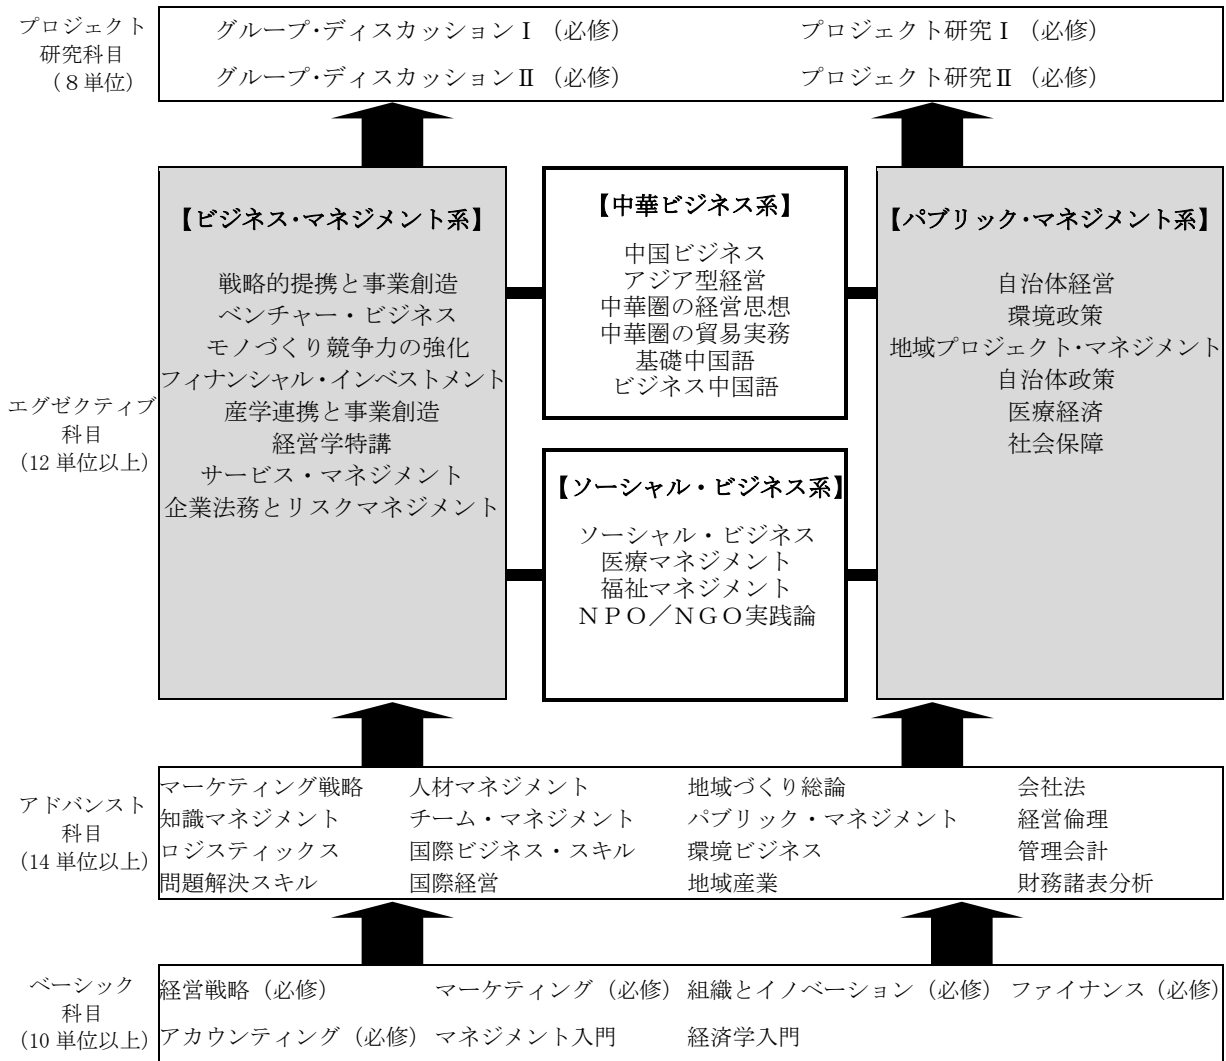 プロジェクト
研究科目
(8単位)
グループ・ディスカッションⅠ (必修)
プロジェクト研究Ⅰ (必修)
グループ・ディスカッションⅡ (必修)
プロジェクト研究Ⅱ (必修)
エグゼクティブ
科目
(12単位以上)
【ビジネス・マネジメント系】
戦略的提携と事業創造
ベンチャー・ビジネス
モノづくり競争力の強化
フィナンシャル・インベストメント
産学連携と事業創造
経営学特講
サービス・マネジメント
企業法務とリスクマネジメント
【中華ビジネス系】
中国ビジネス
アジア型経営
中華圏の経営思想
中華圏の貿易実務
基礎中国語
ビジネス中国語
【ソーシャル・ビジネス系】
ソーシャル・ビジネス
医療マネジメント
福祉マネジメント
NPO/NGO実践論
【パブリック・マネジメント系】
自治体経営
環境政策
地域プロジェクト・マネジメント
自治体政策
医療経済
社会保障
アドバンスト
科目
(14単位以上)
マーケティング戦略 人材マネジメント 地域づくり総論 会社法
知識マネジメント チーム・マネジメント パブリック・マネジメント 経営倫理
ロジスティックス 国際ビジネス・スキル 環境ビジネス 管理会計
問題解決スキル 国際経営 地域産業 財務諸表分析
ベーシック
科目
(10単位以上)
経営戦略(必修) マーケティング(必修) 組織とイノベーション(必修) ファイナンス(必修)
アカウンティング(必修) マネジメント入門 経済学入門